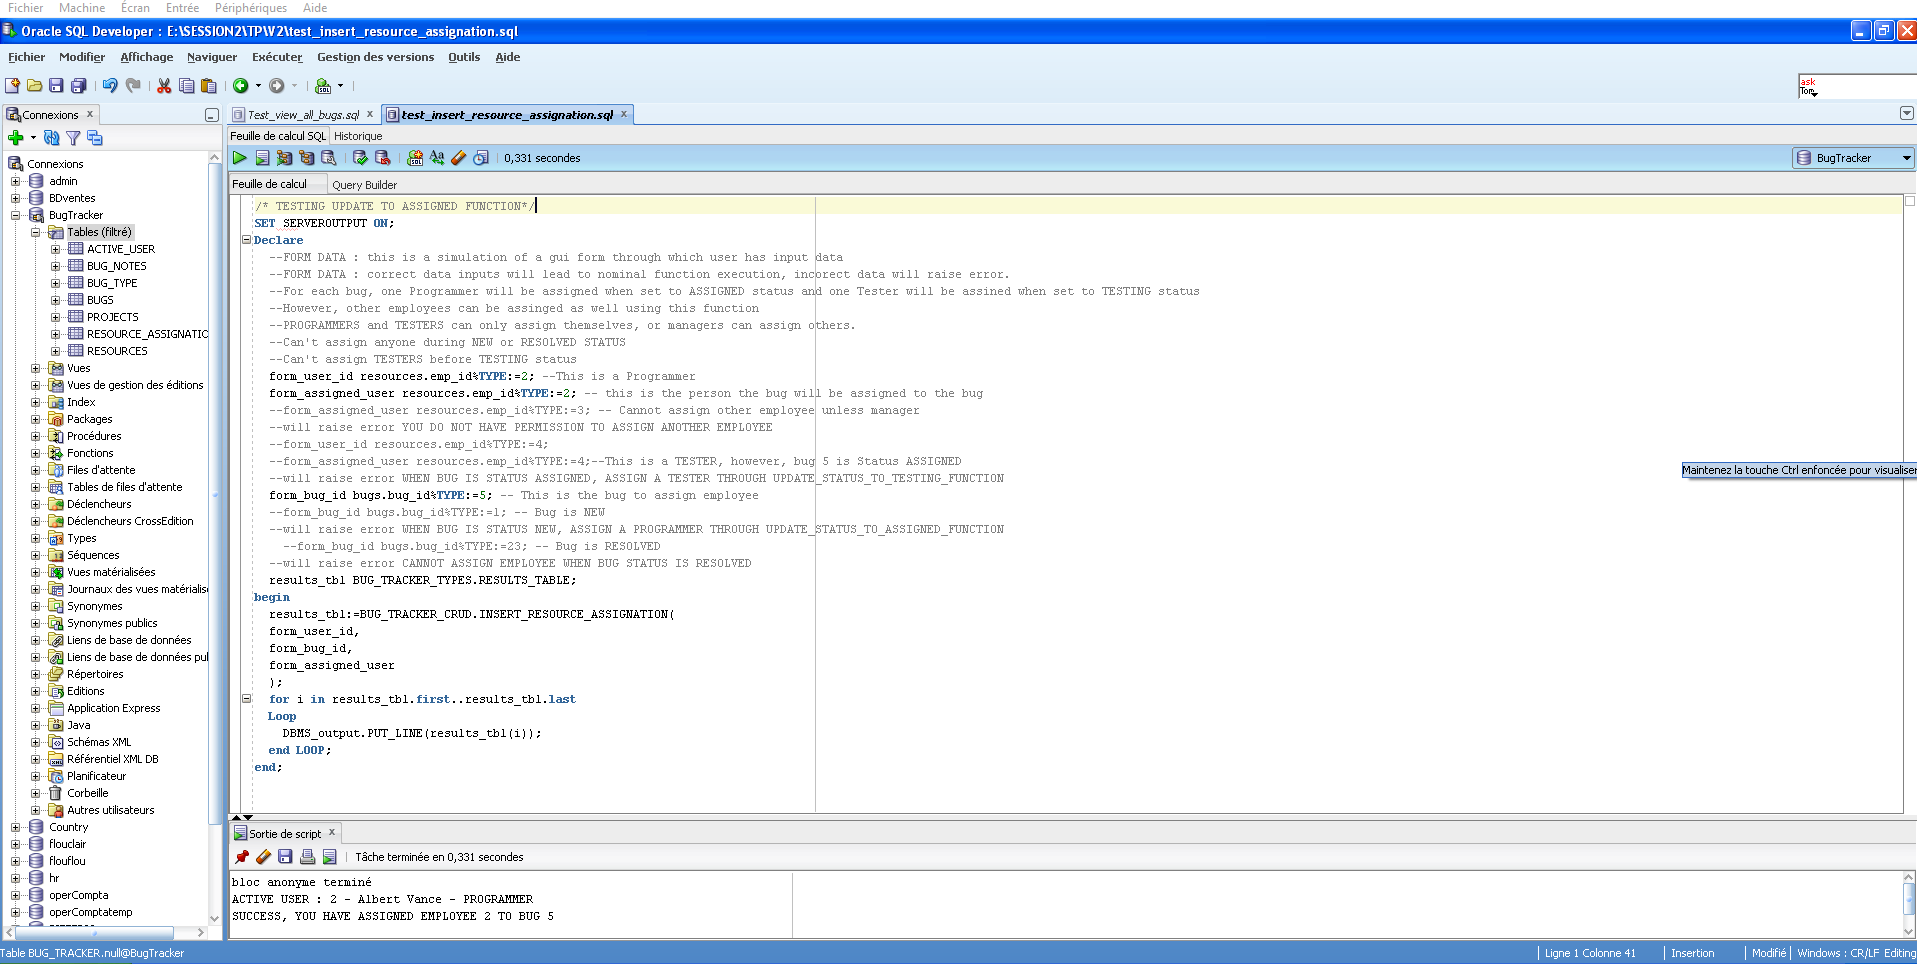 Fichier Machine Écran Entrée Périphériques Aide
Oracle SQL Developer : E:\SESSION2\TPW2\test_insert_resource_assignation.sql
Fichier Modifier Affichage Naviguer Exécuter Gestion des versions Outils Aide
ask
Tom
Connexions
Test_view_all_bugs.sql
test_insert_resource_assignation.sql
Feuille de calcul SQL Historique
0,331 secondes
BugTracker
Feuille de calcul Query Builder
Connexions
admin
BDventes
BugTracker
Tables (filtré)
ACTIVE_USER
BUG_NOTES
BUG_TYPE
BUGS
PROJECTS
RESOURCE_ASSIGNATIO
RESOURCES
Vues
Vues de gestion des éditions
Index
Packages
Procédures
Fonctions
Files d'attente
Tables de files d'attente
Déclencheurs
Déclencheurs CrossEdition
Types
Séquences
Vues matérialisées
Journaux des vues matérialis
Synonymes
Synonymes publics
Liens de base de données
Liens de base de données pul
Répertoires
Editions
Application Express
Java
Schémas XML
Référentiel XML DB
Planificateur
Corbeille
Autres utilisateurs
Country
flouclair
flouflou
hr
operCompta
operComptatemp
/* TESTING UPDATE TO ASSIGNED FUNCTION*/
SET SERVEROUTPUT ON;
Declare
--FORM DATA : this is a simulation of a gui form through which user has input data
--FORM DATA : correct data inputs will lead to nominal function execution, incorect data will raise error.
--For each bug, one Programmer will be assigned when set to ASSIGNED status and one Tester will be assined when set to TESTING status
--However, other employees can be assinged as well using this function
--PROGRAMMERS and TESTERS can only assign themselves, or managers can assign others.
--Can't assign anyone during NEW or RESOLVED STATUS
--Can't assign TESTERS before TESTING status
form_user_id resources.emp_id%TYPE:=2; --This is a Programmer
form_assigned_user resources.emp_id%TYPE:=2; -- this is the person the bug will be assigned to the bug
--form_assigned_user resources.emp_id%TYPE:=3; -- Cannot assign other employee unless manager
--will raise error YOU DO NOT HAVE PERMISSION TO ASSIGN ANOTHER EMPLOYEE
--form_user_id resources.emp_id%TYPE:=4;
--form_assigned_user resources.emp_id%TYPE:=4;--This is a TESTER, however, bug 5 is Status ASSIGNED
--will raise error WHEN BUG IS STATUS ASSIGNED, ASSIGN A TESTER THROUGH UPDATE_STATUS_TO_TESTING_FUNCTION
form_bug_id bugs.bug_id%TYPE:=5; -- This is the bug to assign employee
--form_bug_id bugs.bug_id%TYPE:=1; -- Bug is NEW
--will raise error WHEN BUG IS STATUS NEW, ASSIGN A PROGRAMMER THROUGH UPDATE_STATUS_TO_ASSIGNED_FUNCTION
--form_bug_id bugs.bug_id%TYPE:=23; -- Bug is RESOLVED
--will raise error CANNOT ASSIGN EMPLOYEE WHEN BUG STATUS IS RESOLVED
results_tbl BUG_TRACKER_TYPES.RESULTS_TABLE;
begin
results_tbl:=BUG_TRACKER_CRUD.INSERT_RESOURCE_ASSIGNATION(
form_user_id,
form_bug_id,
form_assigned_user
);
for i in results_tbl.first..results_tbl.last
Loop
DBMS_output.PUT_LINE(results_tbl(i));
end LOOP;
end;
Maintenez la touche Ctrl enfoncée pour visualiser
Sortie de script
Tâche terminée en 0,331 secondes
bloc anonyme terminé
ACTIVE USER : 2 - Albert Vance - PROGRAMMER
SUCCESS, YOU HAVE ASSIGNED EMPLOYEE 2 TO BUG 5
Table BUG_TRACKER.null@BugTracker
Ligne 1 Colonne 41
Insertion
Modifié
Windows : CR/LF
Editing